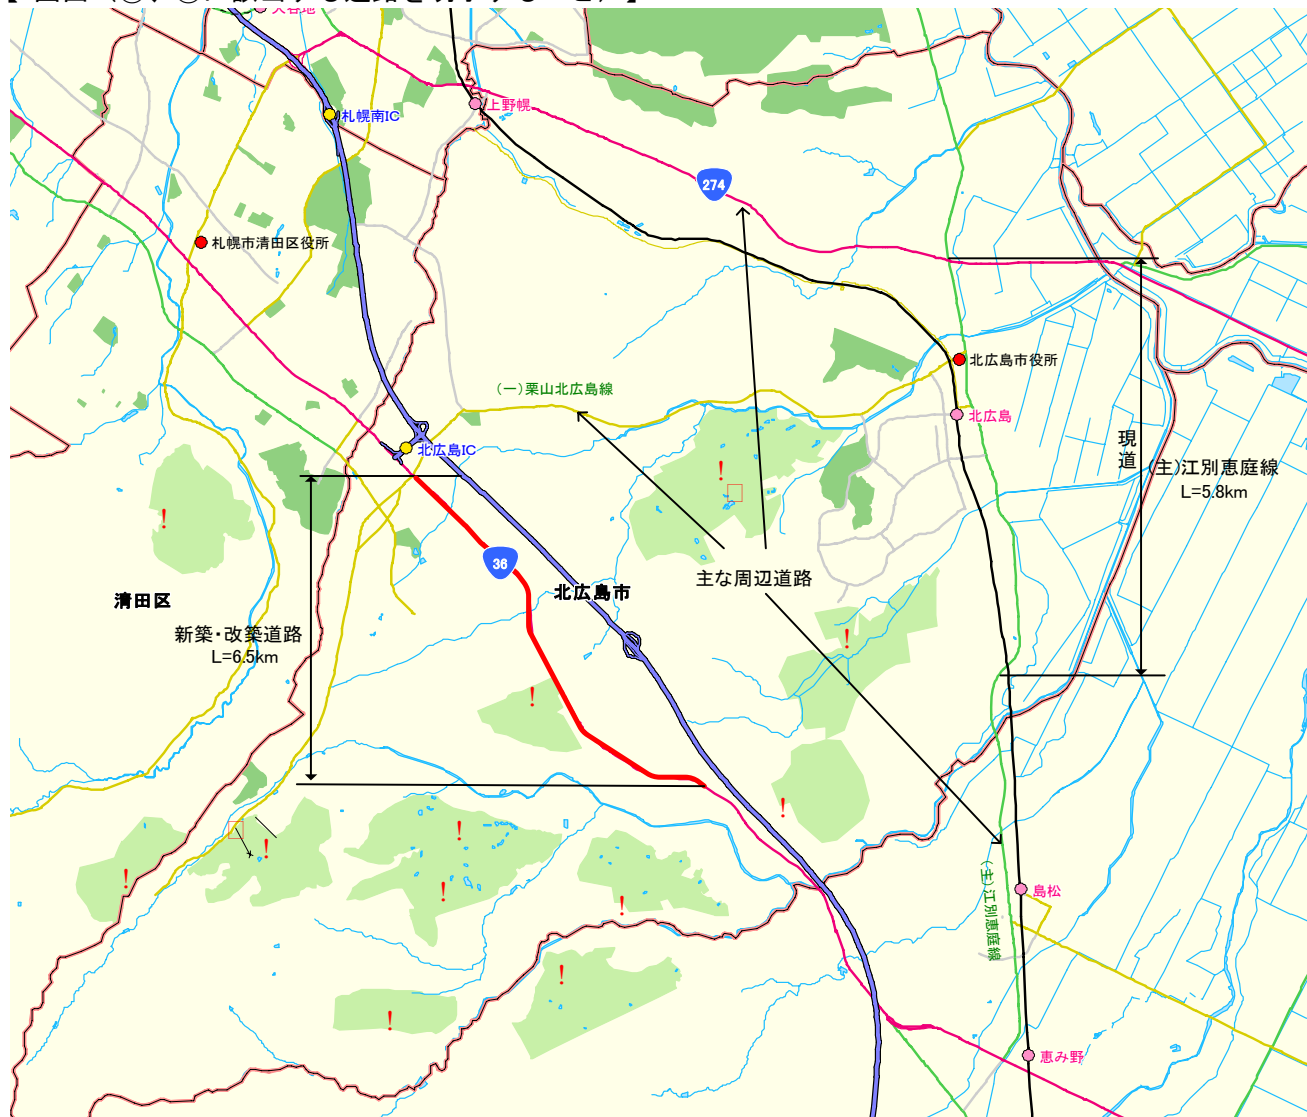 大谷地
札幌南IC
上野幌
274
札幌市清田区役所
北広島市役所
(一)栗山北広島線
北広島
北広島IC
現道
(主)江別恵庭線
L=5.8km
36
主な周辺道路
北広島市
清田区
新築・改築道路
L=6.5km
(主)江別恵庭線
島松
恵み野